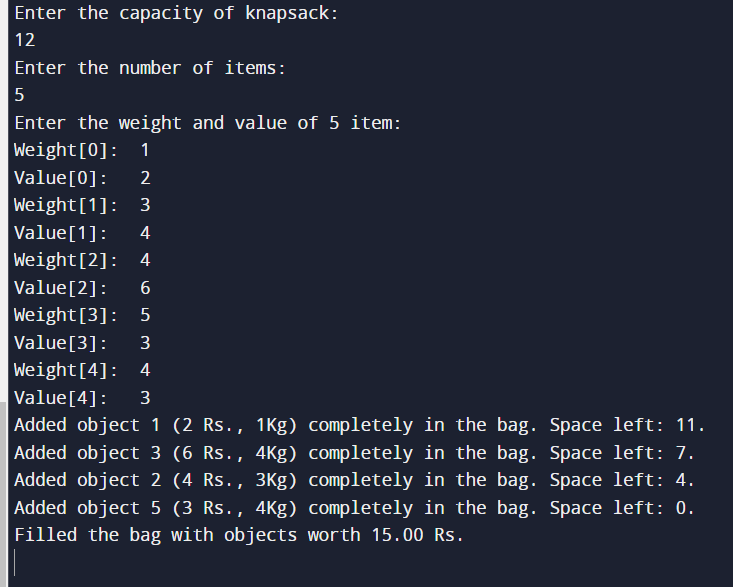 Enter the capacity of knapsack:
12
Enter the number of items:
5
Enter the weight and value of 5 item:
Weight[0]:  1
Value[0]:   2
Weight[1]:  3
Value[1]:   4
Weight[2]:  4
Value[2]:   6
Weight[3]:  5
Value[3]:   3
Weight[4]:  4
Value[4]:   3
Added object 1 (2 Rs., 1Kg) completely in the bag. Space left: 11.
Added object 3 (6 Rs., 4Kg) completely in the bag. Space left: 7.
Added object 2 (4 Rs., 3Kg) completely in the bag. Space left: 4.
Added object 5 (3 Rs., 4Kg) completely in the bag. Space left: 0.
Filled the bag with objects worth 15.00 Rs.